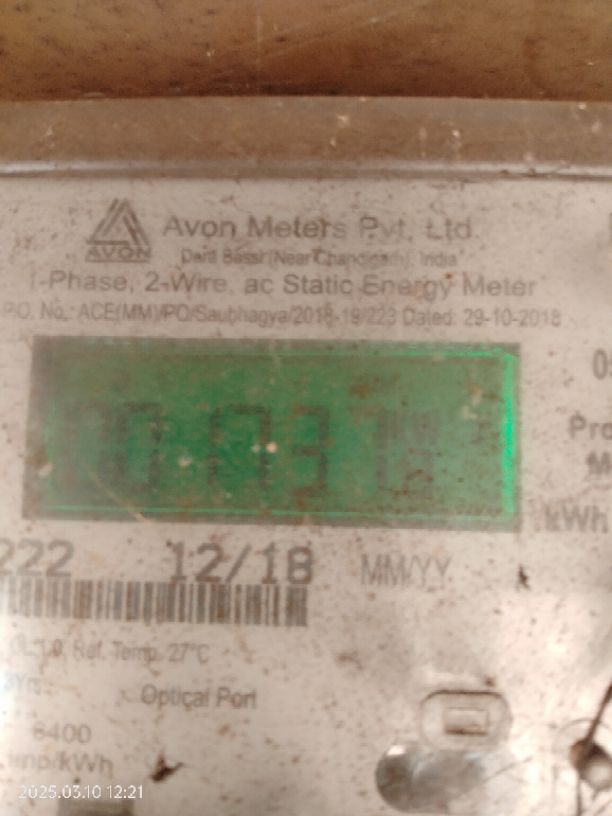 AVON
Avon Meters Pvt. Ltd.
Dera Bassi (Near Chandigarh), India
1-Phase, 2-Wire, ac Static Energy Meter
P.O. No.: ACE(MM)/PO/Saubhagya/2018-19/223 Dated: 29-10-2018
222 12/18 MM/YY
kWh
Ref. Temp. 27°C
Optical Port
6400
imp/kWh
2025.03.10 12:21